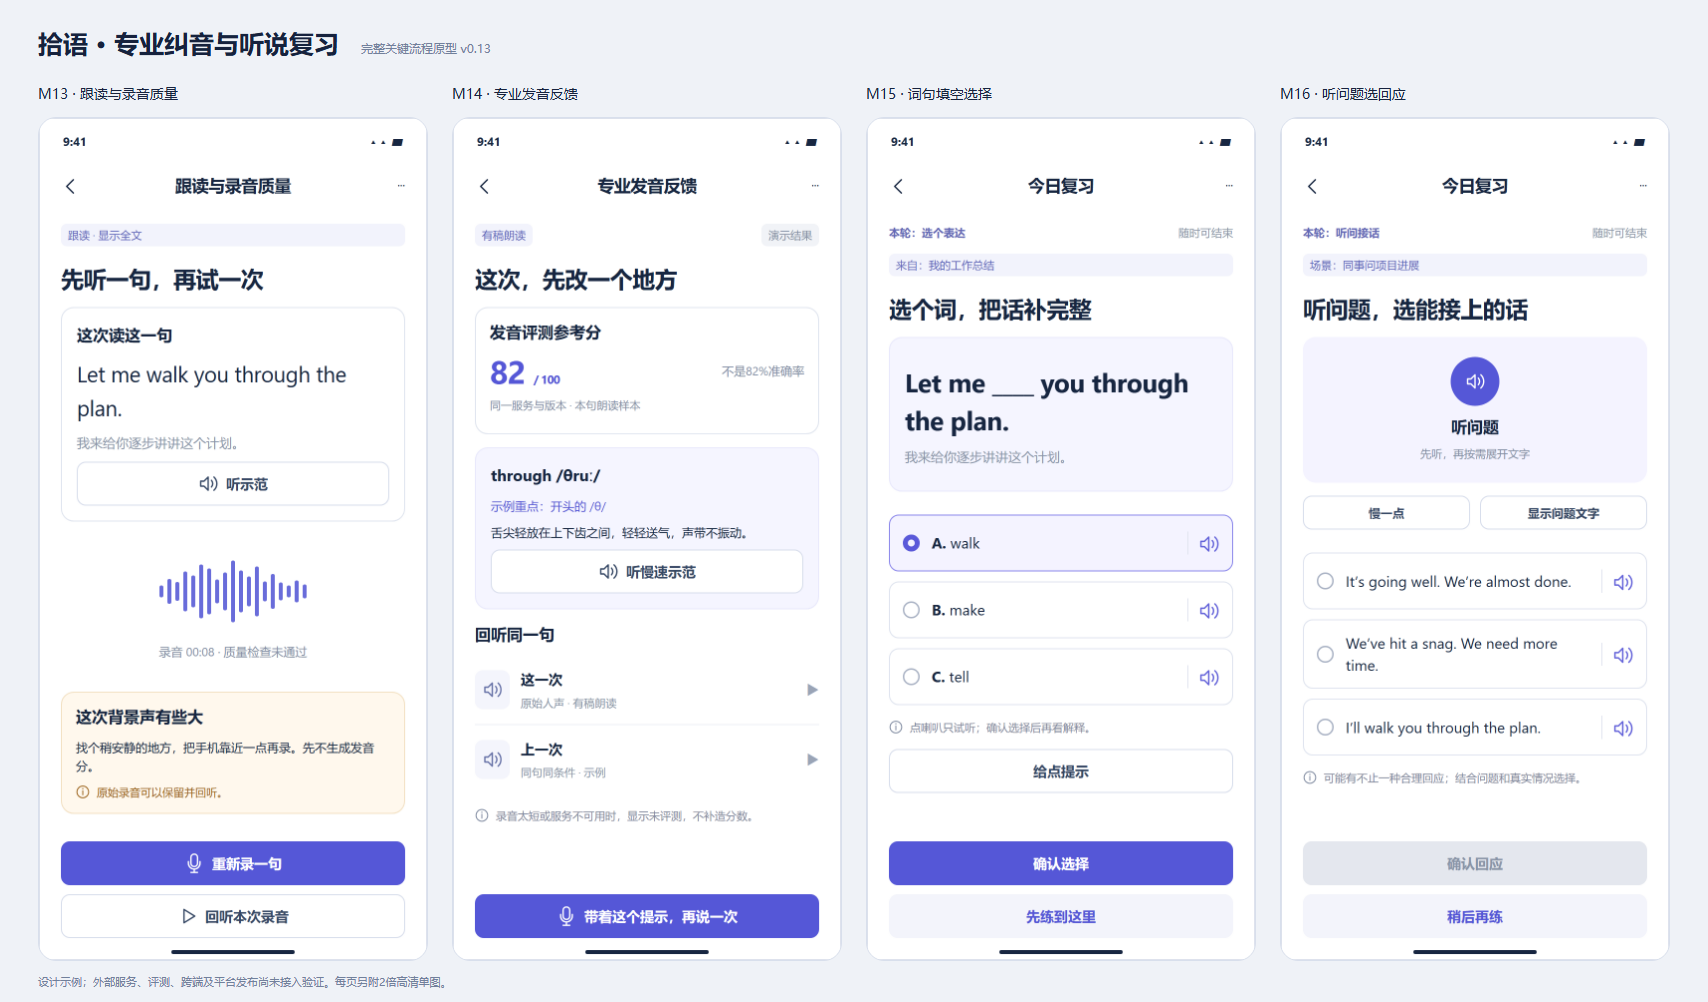 拾语 • 专业纠音与听说复习 完整关键流程原型 v0.13
M13 · 跟读与录音质量
9:41
跟读与录音质量
跟读 · 显示全文
先听一句，再试一次
这次读这一句
Let me walk you through the
plan.
我来给你逐步讲讲这个计划。
听示范
录音 00:08 · 质量检查未通过
这次背景声有些大
找个稍安静的地方，把手机靠近一点再录。先不生成发音
分。
原始录音可以保留并回听。
重新录一句
回听本次录音
M14 · 专业发音反馈
9:41
专业发音反馈
有稿朗读 演示结果
这次，先改一个地方
发音评测参考分
82 / 100 不是82%准确率
同一服务与版本 · 本句朗读样本
through /θruː/
示例重点：开头的 /θ/
舌尖轻放在上下齿之间，轻轻送气，声带不振动。
听慢速示范
回听同一句
这一次
原始人声 · 有稿朗读
上一次
同句同条件 · 示例
录音太短或服务不可用时，显示未评测，不补造分数。
带着这个提示，再说一次
M15 · 词句填空选择
9:41
今日复习
本轮：选个表达 随时可结束
来自：我的工作总结
选个词，把话补完整
Let me ____ you through
the plan.
我来给你逐步讲讲这个计划。
A. walk
B. make
C. tell
点喇叭只试听；确认选择后再看解释。
给点提示
确认选择
先练到这里
M16 · 听问题选回应
9:41
今日复习
本轮：听问接话 随时可结束
场景：同事问项目进展
听问题，选能接上的话
听问题
先听，再按需展开文字
慢一点 显示问题文字
It’s going well. We’re almost done.
We’ve hit a snag. We need more
time.
I’ll walk you through the plan.
可能有不止一种合理回应；结合问题和真实情况选择。
确认回应
稍后再练
设计示例；外部服务、评测、跨端及平台发布尚未接入验证。每页另附2倍高清单图。